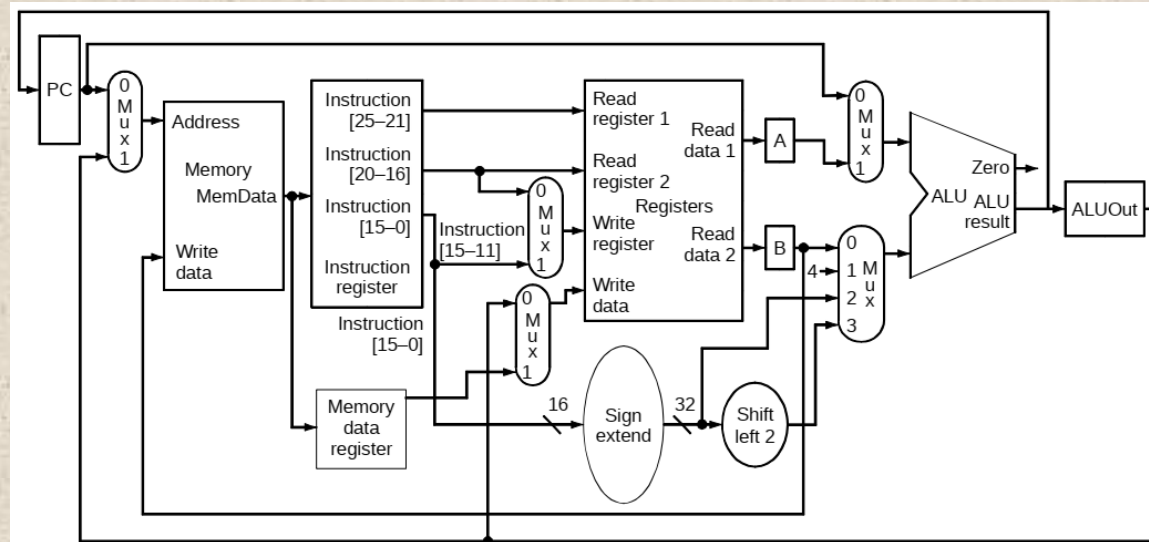 PC
0
M
u
x
1
Address
Memory
MemData
Write
data
Instruction
[25–21]
Instruction
[20–16]
Instruction
[15–0]
Instruction
register
Instruction
[15–11]
Instruction
[15–0]
Memory
data
register
0
M
u
x
1
0
M
u
x
1
Read
register 1
Read
register 2
Registers
Write
register
Write
data
Read
data 1
Read
data 2
16
Sign
extend
32
Shift
left 2
A
B
4
0
M
u
x
1
0
1
2
3
M
u
x
Zero
ALU
ALU
result
ALUOut